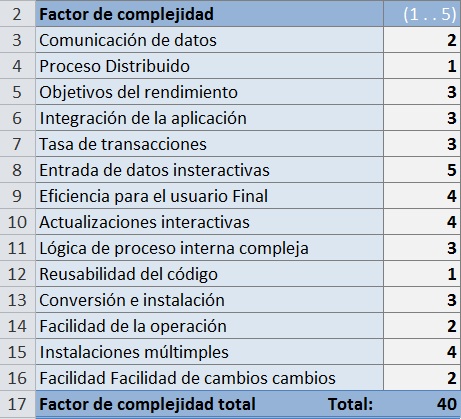 2 Factor de complejidad (1 . . 5)
3 Comunicación de datos 2
4 Proceso Distribuido 1
5 Objetivos del rendimiento 3
6 Integración de la aplicación 3
7 Tasa de transacciones 3
8 Entrada de datos insteractivas 5
9 Eficiencia para el usuario Final 4
10 Actualizaciones interactivas 4
11 Lógica de proceso interna compleja 3
12 Reusabilidad del código 1
13 Conversión e instalación 3
14 Facilidad de la operación 2
15 Instalaciones múltimples 4
16 Facilidad Facilidad de cambios cambios 2
17 Factor de complejidad total Total: 40